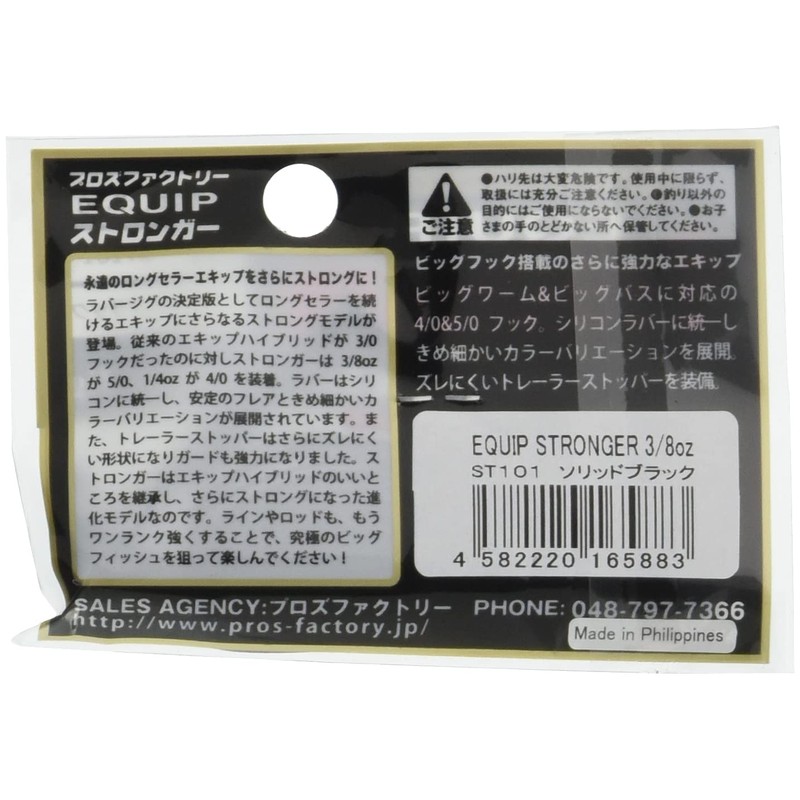 プロズファクトリー
EQUIP
ストロンガー
永遠のロングセラーエキップをさらにストロングに!
ラバージグの決定版としてロングセラーを続
けるエキップにさらなるストロングモデルが
登場。従来のエキップハイブリッドが 3/0
フックだったのに対しストロンガーは 3/8oz
が 5/0、1/4oz が 4/0 を装着。ラバーはシリ
コンに統一し、安定のフレアときめ細かいカ
ラーバリエーションが展開されています。ま
た、トレーラーストッパーはさらにズレにく
い形状になりガードも強力になりました。ス
トロンガーはエキップハイブリッドのいいと
ころを継承し、さらにストロングになった進
化モデルなのです。ラインやロッドも、もう
ワンランク強くすることで、究極のビッグ
フィッシュを狙って楽しんでください!
ご注意
●ハリ先は大変危険です。使用中に限らず、
取扱には充分ご注意ください。●釣り以外の
目的にはご使用にならないでください。●お子
さまの手のとどかない所へ保管してください。
ビッグフック搭載のさらに強力なエキップ
ビッグワーム&ビッグバスに対応の
4/0&5/0 フック。シリコンラバーに統一し
きめ細かいカラーバリエーションを展開。
ズレにくいトレーラーストッパーを装備。
EQUIP STRONGER 3/8oz
ST101 ソリッドブラック
4 582220 165883
SALES AGENCY:プロズファクトリー PHONE: 048-797-7366
http://www.pros-factory.jp/
Made in Philippines